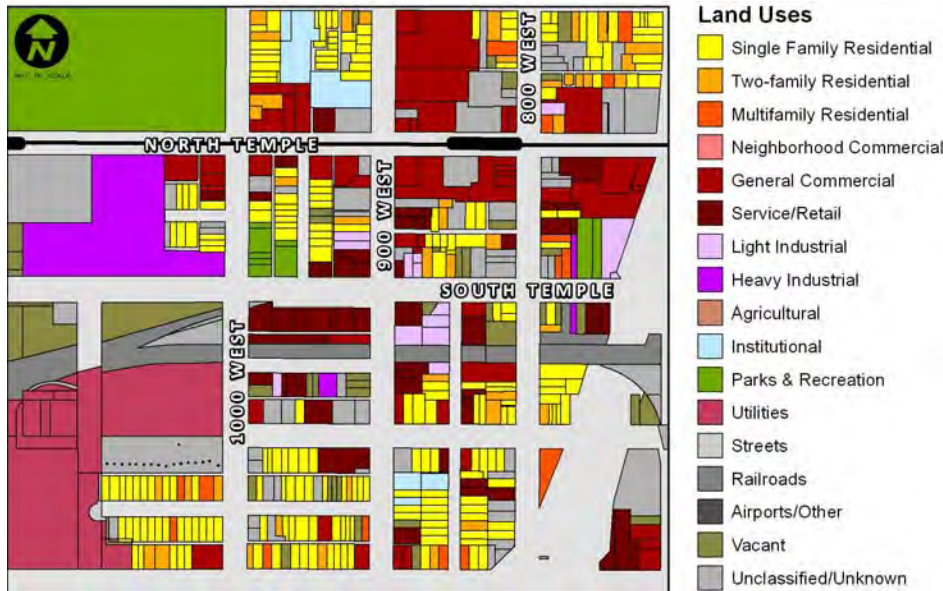 N
NOT TO SCALE
800 WEST
NORTH TEMPLE
900 WEST
SOUTH TEMPLE
1000 WEST
Land Uses
Single Family Residential
Two-family Residential
Multifamily Residential
Neighborhood Commercial
General Commercial
Service/Retail
Light Industrial
Heavy Industrial
Agricultural
Institutional
Parks & Recreation
Utilities
Streets
Railroads
Airports/Other
Vacant
Unclassified/Unknown